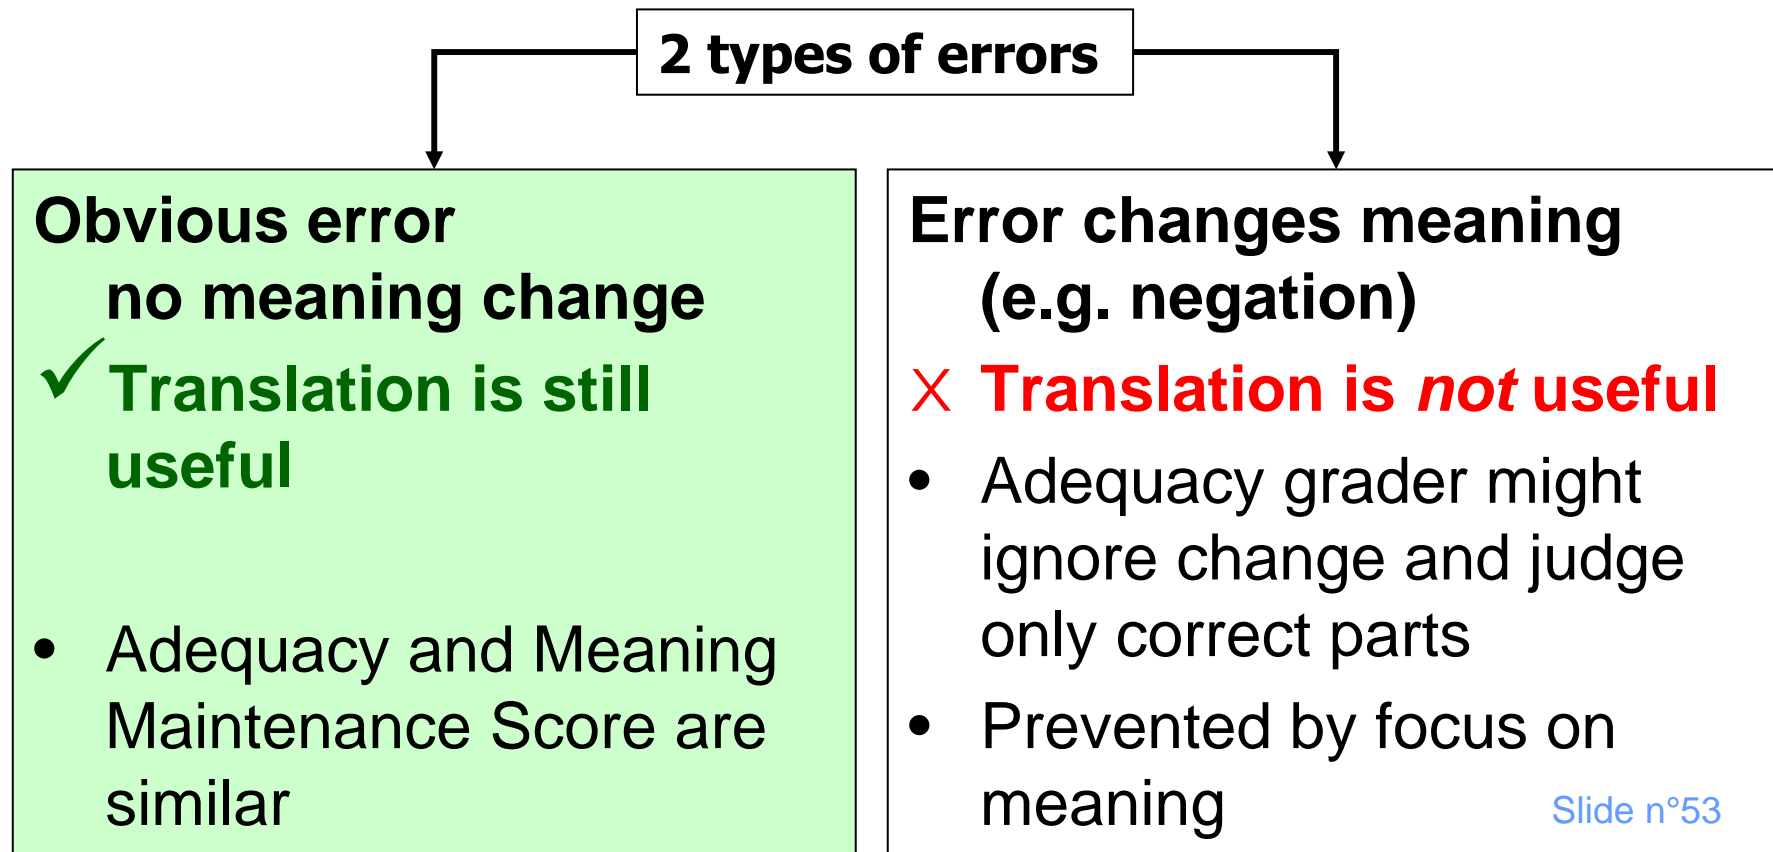 2 types of errors
Obvious error
no meaning change
✓ Translation is still
useful
• Adequacy and Meaning
Maintenance Score are
similar
Error changes meaning
(e.g. negation)
X Translation is not useful
• Adequacy grader might
ignore change and judge
only correct parts
• Prevented by focus on
meaning
Slide n°53